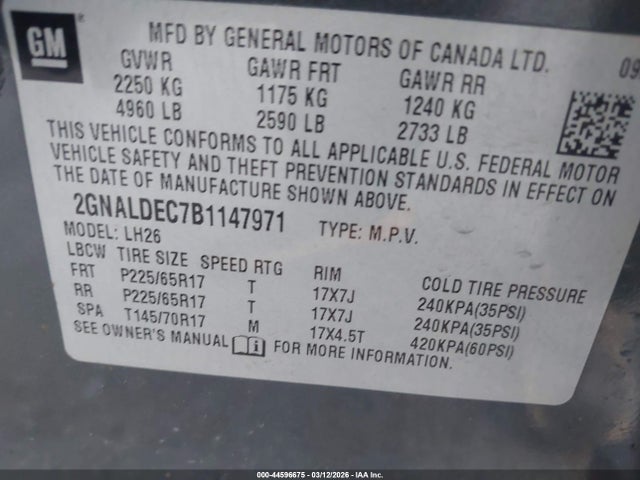 GM
®
MFD BY GENERAL MOTORS OF CANADA LTD. 09
GVWR GAWR FRT GAWR RR
2250 KG 1175 KG 1240 KG
4960 LB 2590 LB 2733 LB
THIS VEHICLE CONFORMS TO ALL APPLICABLE U.S. FEDERAL MOTOR
VEHICLE SAFETY AND THEFT PREVENTION STANDARDS IN EFFECT ON
THE DATE OF MANUFACTURE SHOWN ABOVE.
2GNALDEC7B1147971 TYPE: M.P.V.
MODEL: LH26
LBCW TIRE SIZE SPEED RTG RIM COLD TIRE PRESSURE
FRT P225/65R17 T 17X7J 240KPA(35PSI)
RR P225/65R17 T 17X7J 240KPA(35PSI)
SPA T145/70R17 M 17X4.5T 420KPA(60PSI)
SEE OWNER'S MANUAL i FOR MORE INFORMATION.
000-44596675 - 03/12/2026 - IAA Inc.